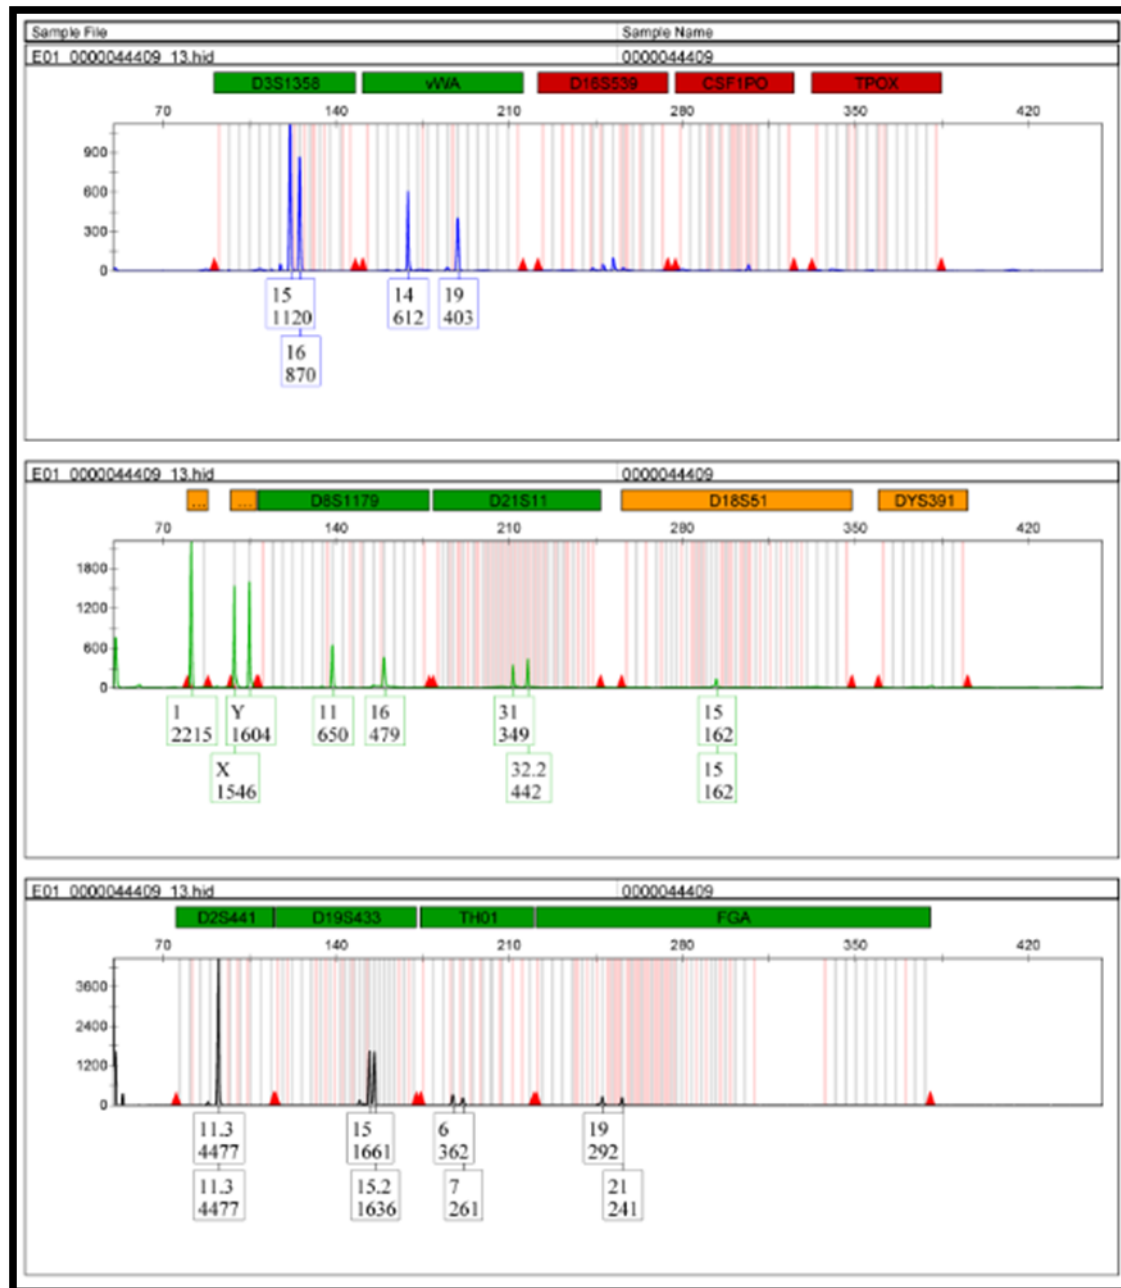 Sample File Sample Name
E01_0000044409_13.hid 0000044409
D3S1358 vWA D16S539 CSF1PO TPOX
70 140 210 280 350 420
900
600
300
0
15 14 19
1120 612 403
16
870
E01_0000044409_13.hid 0000044409
... ... D8S1179 D21S11 D18S51 DYS391
70 140 210 280 350 420
1800
1200
600
0
1 Y 11 16 31 15
2215 1604 650 479 349 162
X 32.2 15
1546 442 162
E01_0000044409_13.hid 0000044409
D2S441 D19S433 TH01 FGA
70 140 210 280 350 420
3600
2400
1200
0
11.3 15 6 19
4477 1661 362 292
11.3 15.2 7 21
4477 1636 261 241